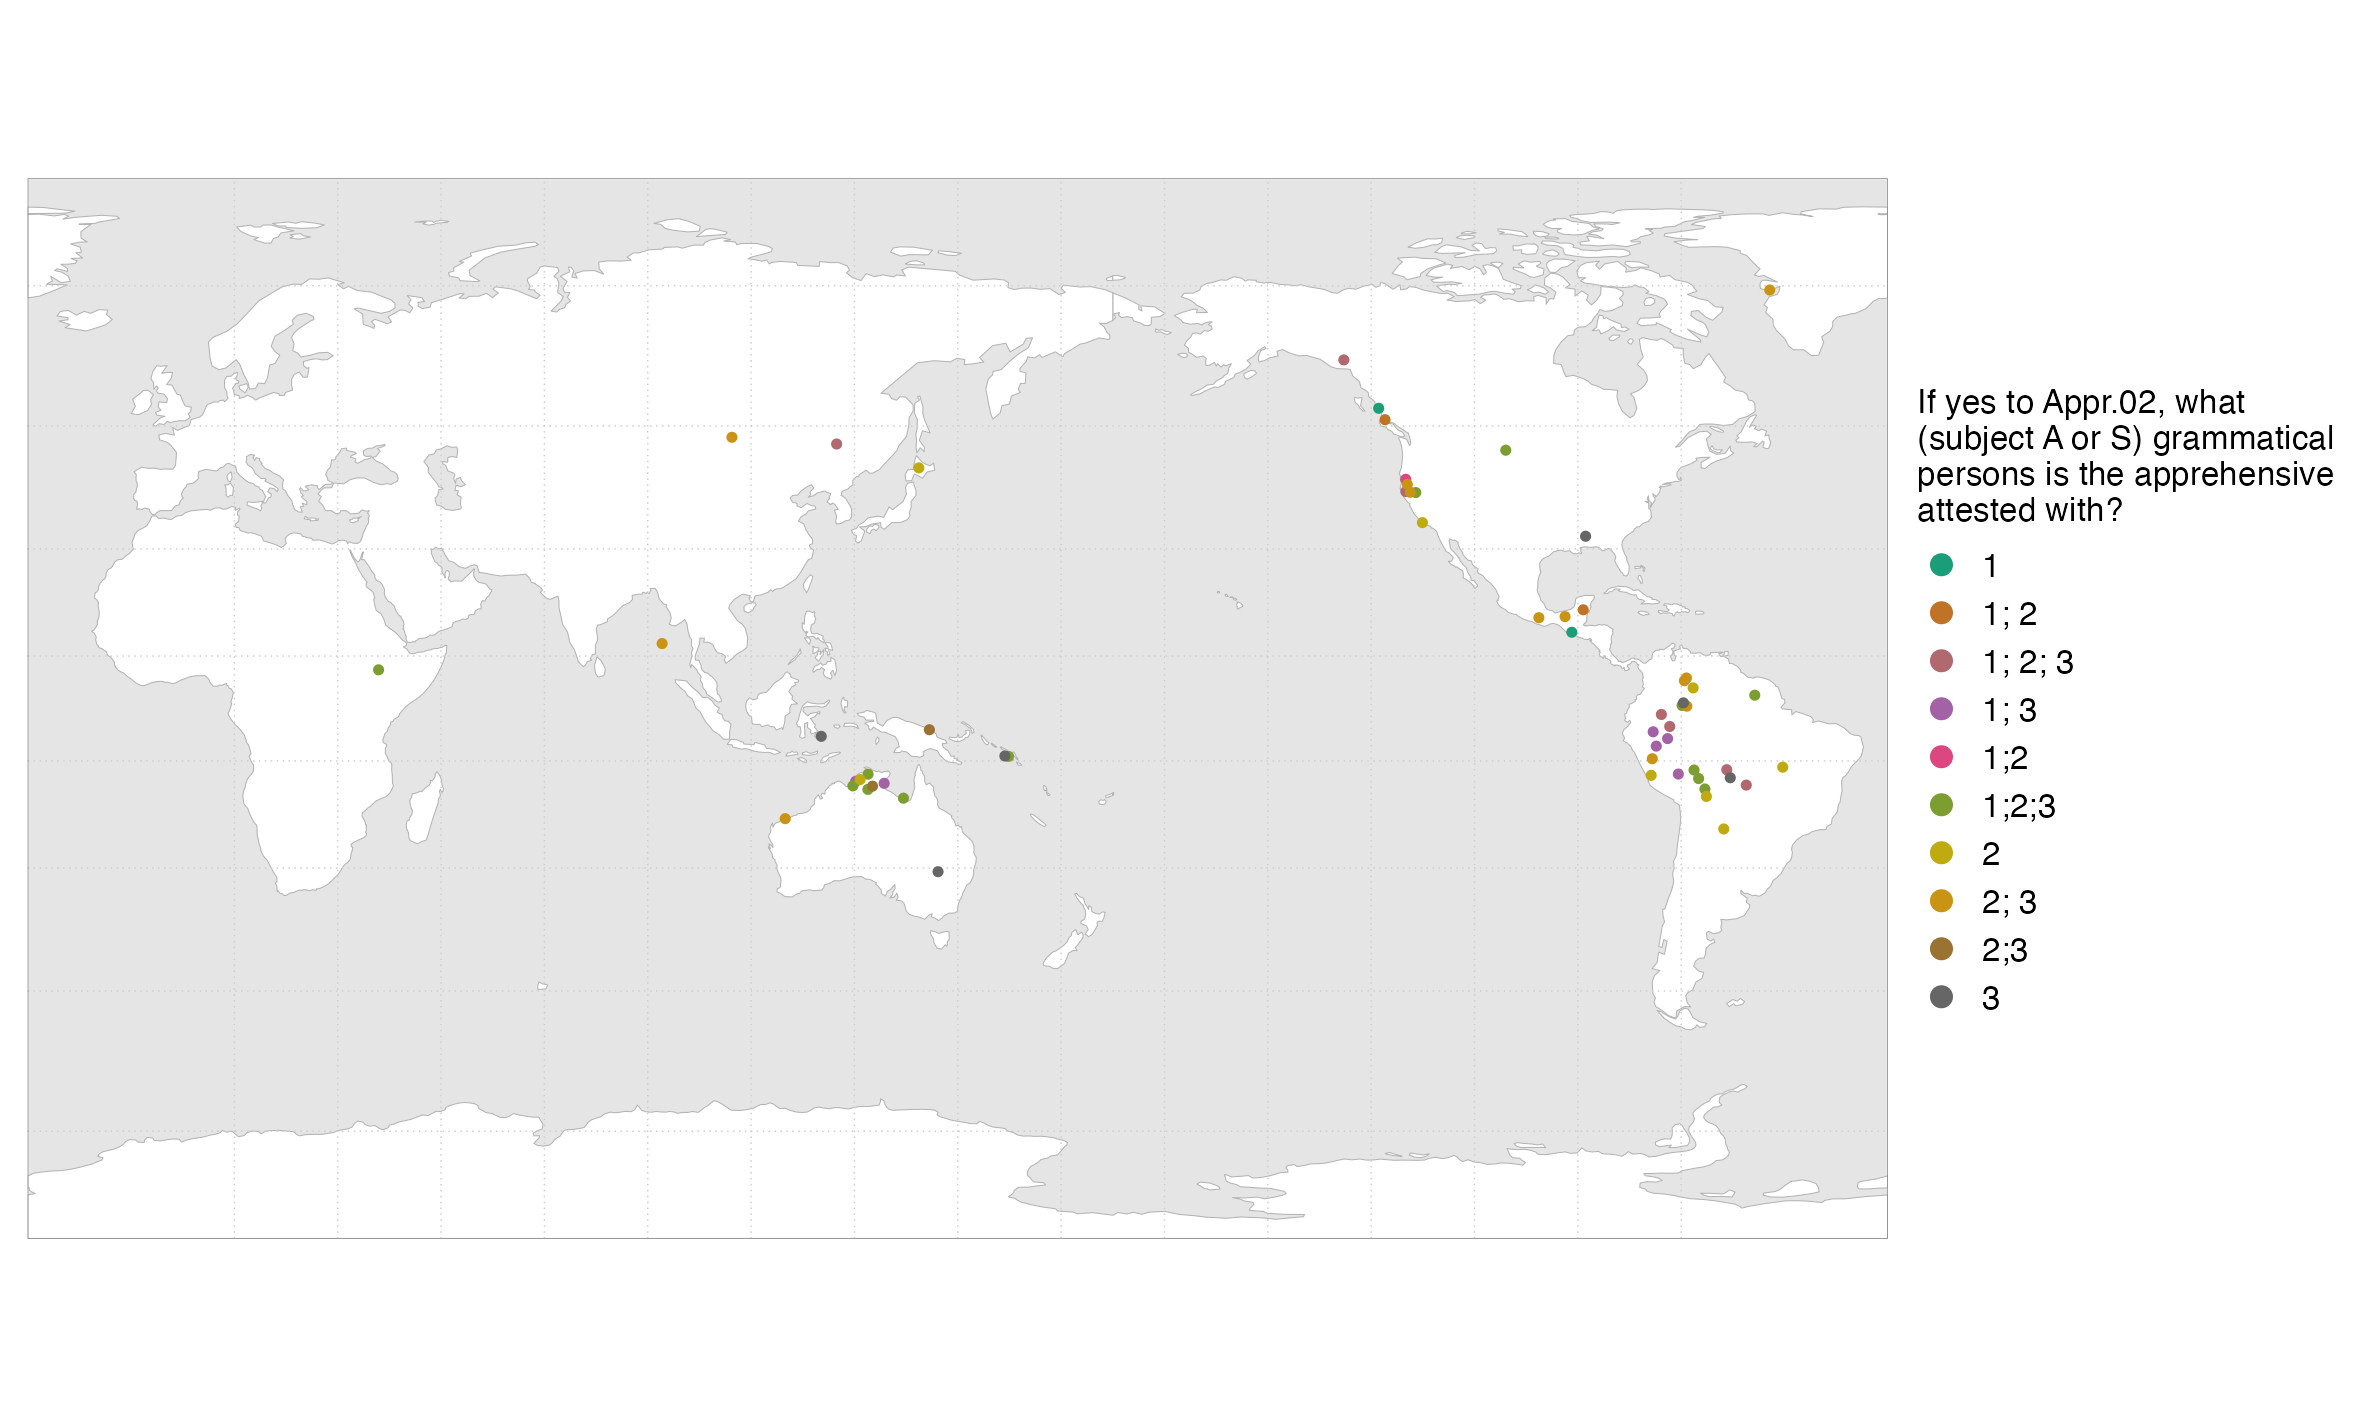 If yes to Appr.02, what
(subject A or S) grammatical
persons is the apprehensive
attested with?
1
1; 2
1; 2; 3
1; 3
1;2
1;2;3
2
2; 3
2;3
3